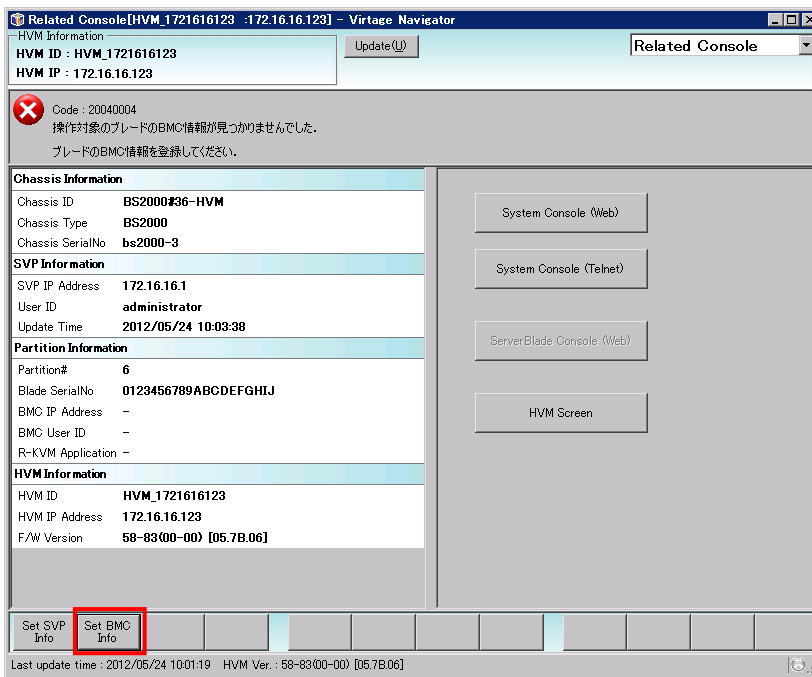 Related Console[HVM_1721616123 :172.16.16.123] - Virtage Navigator
HVM Information
HVM ID : HVM_1721616123
HVM IP : 172.16.16.123
Update(U)
Related Console
Code : 20040004
操作対象のブレードのBMC情報が見つかりませんでした.
ブレードのBMC情報を登録してください.
Chassis Information
Chassis ID BS2000#36-HVM
Chassis Type BS2000
Chassis SerialNo bs2000-3
SVP Information
SVP IP Address 172.16.16.1
User ID administrator
Update Time 2012/05/24 10:03:38
Partition Information
Partition# 6
Blade SerialNo 0123456789ABCDEFGHIJ
BMC IP Address -
BMC User ID -
R-KVM Application -
HVM Information
HVM ID HVM_1721616123
HVM IP Address 172.16.16.123
F/W Version 58-83(00-00) [05.7B.06]
System Console (Web)
System Console (Telnet)
ServerBlade Console (Web)
HVM Screen
Set SVP Info
Set BMC Info
Last update time : 2012/05/24 10:01:19 HVM Ver. : 58-83(00-00) [05.7B.06]